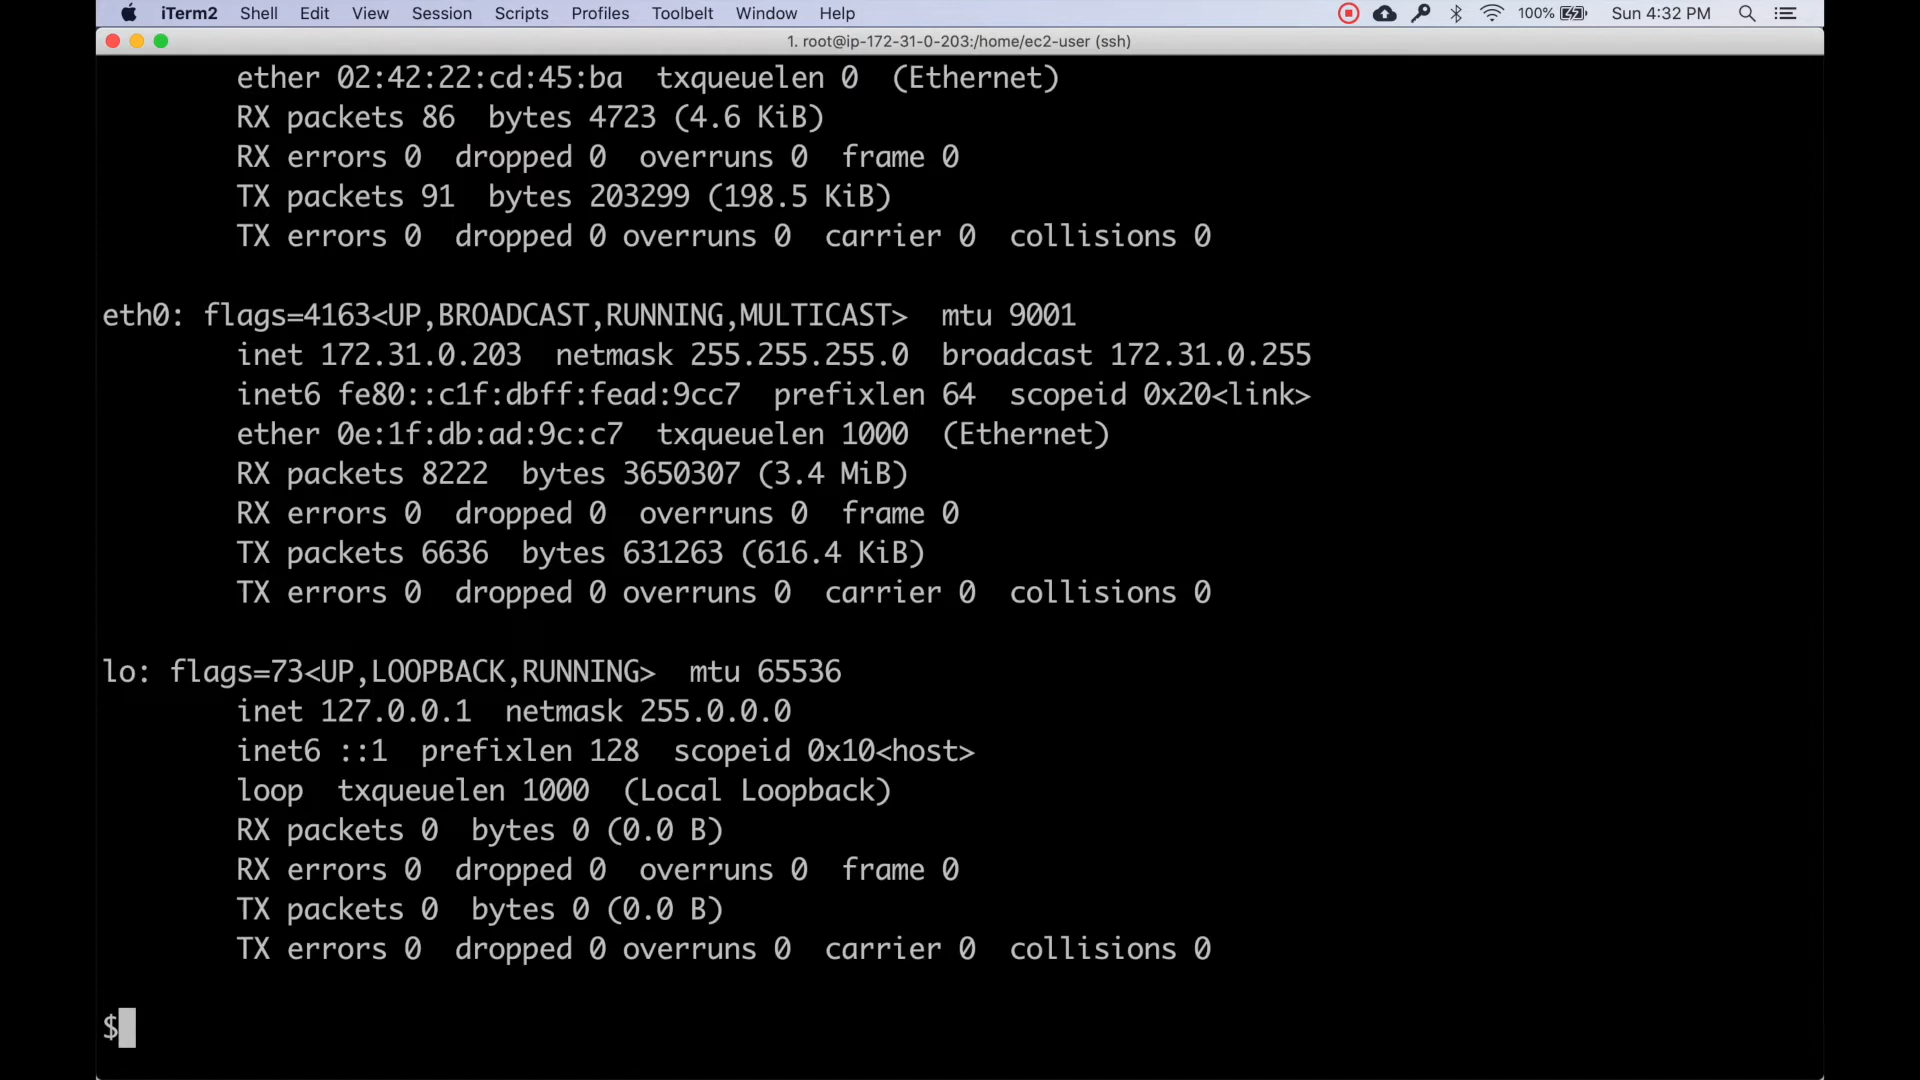 iTerm2 Shell Edit View Session Scripts Profiles Toolbelt Window Help 100% Sun 4:32 PM
1. root@ip-172-31-0-203:/home/ec2-user (ssh)
ether 02:42:22:cd:45:ba txqueuelen 0 (Ethernet)
RX packets 86 bytes 4723 (4.6 KiB)
RX errors 0 dropped 0 overruns 0 frame 0
TX packets 91 bytes 203299 (198.5 KiB)
TX errors 0 dropped 0 overruns 0 carrier 0 collisions 0
eth0: flags=4163<UP,BROADCAST,RUNNING,MULTICAST> mtu 9001
inet 172.31.0.203 netmask 255.255.255.0 broadcast 172.31.0.255
inet6 fe80::c1f:dbff:fead:9cc7 prefixlen 64 scopeid 0x20<link>
ether 0e:1f:db:ad:9c:c7 txqueuelen 1000 (Ethernet)
RX packets 8222 bytes 3650307 (3.4 MiB)
RX errors 0 dropped 0 overruns 0 frame 0
TX packets 6636 bytes 631263 (616.4 KiB)
TX errors 0 dropped 0 overruns 0 carrier 0 collisions 0
lo: flags=73<UP,LOOPBACK,RUNNING> mtu 65536
inet 127.0.0.1 netmask 255.0.0.0
inet6 ::1 prefixlen 128 scopeid 0x10<host>
loop txqueuelen 1000 (Local Loopback)
RX packets 0 bytes 0 (0.0 B)
RX errors 0 dropped 0 overruns 0 frame 0
TX packets 0 bytes 0 (0.0 B)
TX errors 0 dropped 0 overruns 0 carrier 0 collisions 0
$